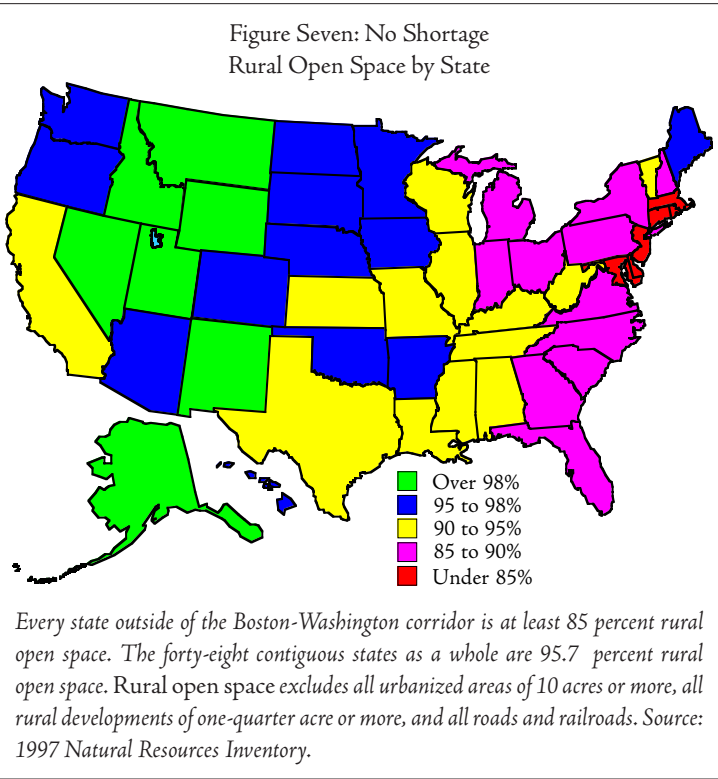 Figure Seven: No Shortage
Rural Open Space by State
Over 98%
95 to 98%
90 to 95%
85 to 90%
Under 85%
Every state outside of the Boston-Washington corridor is at least 85 percent rural
open space. The forty-eight contiguous states as a whole are 95.7 percent rural
open space. Rural open space excludes all urbanized areas of 10 acres or more, all
rural developments of one-quarter acre or more, and all roads and railroads. Source:
1997 Natural Resources Inventory.